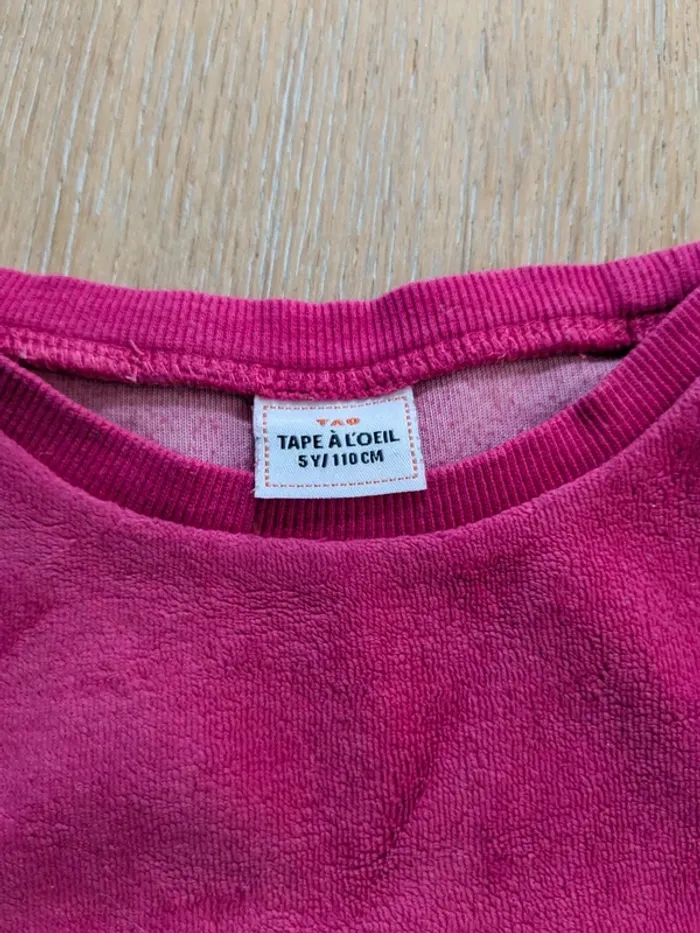 TAO
TAPE À L'OEIL
5Y/110CM